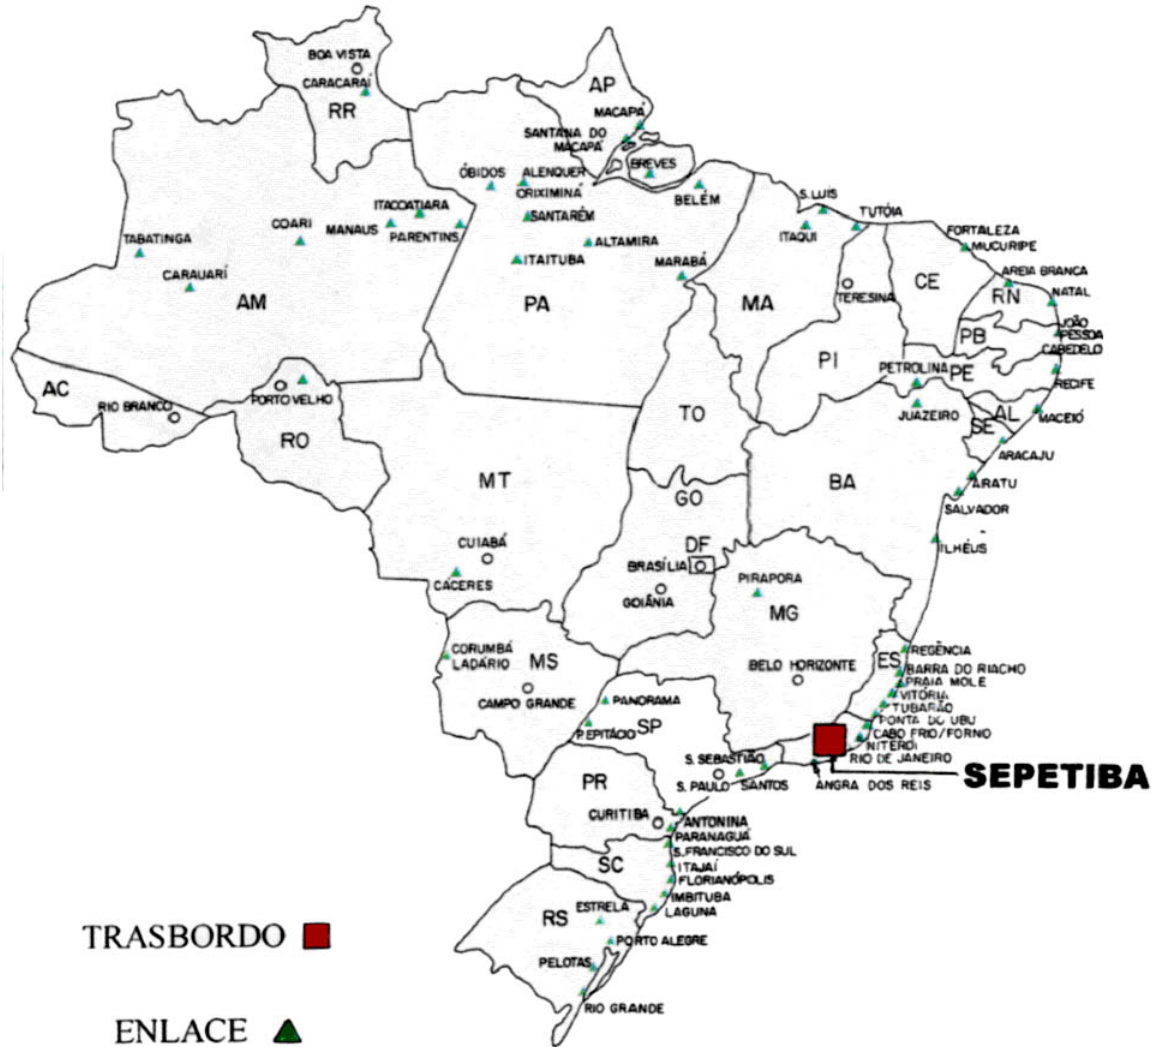 BOA VISTA
CARACARAÍ
RR
AP
MACAPÁ
SANTANA DO
MACAPÁ
BREVES
ÓBIDOS
ALENQUER
ORIXIMINÁ
BELÉM
SANTARÉM
ITACOATIARA
MANAUS
PARENTINS
COARI
TABATINGA
CARAUARÍ
AM
ALTAMIRA
ITAITUBA
MARABÁ
PA
S. LUIS
TUTÓIA
ITAQUI
FORTALEZA
MUCURIPE
AREIA BRANCA
MA
TERESINA
CE
RN
NATAL
JOÃO
PESSOA
PB
CABEDELO
PI
PETROLINA
PE
RECIFE
JUAZEIRO
AL
MACEIÓ
SE
ARACAJU
AC
RIO BRANCO
PORTO VELHO
RO
TO
MT
BA
ARATU
SALVADOR
ILHÉUS
GO
DF
BRASÍLIA
GOIÂNIA
CUIABÁ
CÁCERES
PIRAPORA
MG
BELO HORIZONTE
CORUMBÁ
LADÁRIO
MS
CAMPO GRANDE
ES
REGÊNCIA
BARRA DO RIACHO
PRAIA MOLE
VITÓRIA
TUBARÃO
PONTA DO UBU
CABO FRIO/FORNO
NITERÓI
RIO DE JANEIRO
PANORAMA
P. EPITÁCIO
SP
S. SEBASTIÃO
S. PAULO
SANTOS
ANGRA DOS REIS
SEPETIBA
PR
CURITIBA
ANTONINA
PARANAGUÁ
S. FRANCISCO DO SUL
SC
ITAJAÍ
FLORIANÓPOLIS
IMBITUBA
LAGUNA
RS
ESTRELA
PORTO ALEGRE
PELOTAS
RIO GRANDE
TRASBORDO
ENLACE